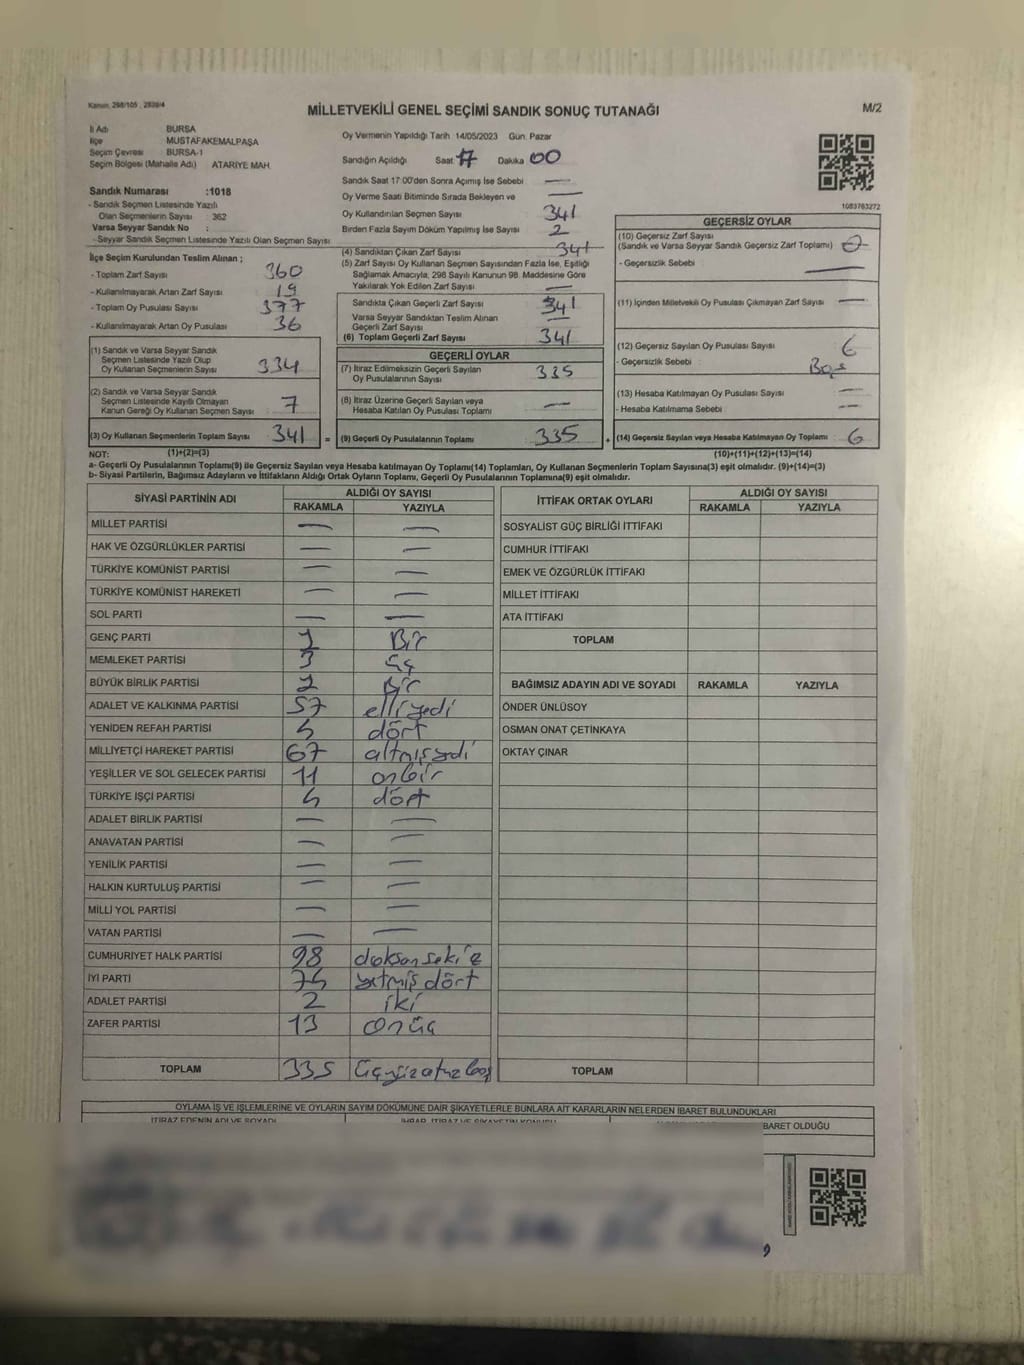 Kanun, 298/105 , 2839/4
MİLLETVEKİLİ GENEL SEÇİMİ SANDIK SONUÇ TUTANAĞI
M/2
İl Adı BURSA
İlçe MUSTAFAKEMALPAŞA
Seçim Çevresi BURSA-1
Seçim Bölgesi (Mahalle Adı) ATARİYE MAH.
Sandık Numarası :1018
- Sandık Seçmen Listesinde Yazılı
Olan Seçmenlerin Sayısı : 362
Varsa Seyyar Sandık No :
- Seyyar Sandık Seçmen Listesinde Yazılı Olan Seçmen Sayısı
Oy Vermenin Yapıldığı Tarih 14/05/2023 Gün: Pazar
Sandığın Açıldığı Saat 17 Dakika 00
Sandık Saat 17:00'den Sonra Açımış İse Sebebi —
Oy Verme Saati Bitiminde Sırada Bekleyen ve —
Oy Kullandırılan Seçmen Sayısı 341
Birden Fazla Sayım Döküm Yapılmış İse Sayısı 2
1083763272
İlçe Seçim Kurulundan Teslim Alınan ;
- Toplam Zarf Sayısı 360
- Kullanılmayarak Artan Zarf Sayısı 19
- Toplam Oy Pusulası Sayısı 377
- Kullanılmayarak Artan Oy Pusulası 36
(1) Sandık ve Varsa Seyyar Sandık
Seçmen Listesinde Yazılı Olup
Oy Kullanan Seçmenlerin Sayısı 334
(2) Sandık ve Varsa Seyyar Sandık
Seçmen Listesinde Kayıtlı Olmayan
Kanun Gereği Oy Kullanan Seçmen Sayısı 7
(3) Oy Kullanan Seçmenlerin Toplam Sayısı 341 =
(4) Sandıktan Çıkan Zarf Sayısı 341
(5) Zarf Sayısı Oy Kullanan Seçmen Sayısından Fazla İse, Eşitliği
Sağlamak Amacıyla, 298 Sayılı Kanunun 98. Maddesine Göre
Yakılarak Yok Edilen Zarf Sayısı —
Sandıkta Çıkan Geçerli Zarf Sayısı 341
Varsa Seyyar Sandıktan Teslim Alınan
Geçerli Zarf Sayısı —
(6) Toplam Geçerli Zarf Sayısı 341
GEÇERLİ OYLAR
(7) İtiraz Edilmeksizin Geçerli Sayılan
Oy Pusulalarının Sayısı 335
(8) İtiraz Üzerine Geçerli Sayılan veya
Hesaba Katılan Oy Pusulası Toplamı —
(9) Geçerli Oy Pusulalarının Toplamı 335 +
GEÇERSİZ OYLAR
(10) Geçersiz Zarf Sayısı
(Sandık ve Varsa Seyyar Sandık Geçersiz Zarf Toplamı) 0
- Geçersizlik Sebebi —
(11) İçinden Milletvekili Oy Pusulası Çıkmayan Zarf Sayısı —
(12) Geçersiz Sayılan Oy Pusulası Sayısı 6
- Geçersizlik Sebebi Boş
(13) Hesaba Katılmayan Oy Pusulası Sayısı —
- Hesaba Katılmama Sebebi —
(14) Geçersiz Sayılan veya Hesaba Katılmayan Oy Toplamı 6
NOT: (1)+(2)=(3) (10)+(11)+(12)+(13)=(14)
a- Geçerli Oy Pusulalarının Toplamı(9) ile Geçersiz Sayılan veya Hesaba katılmayan Oy Toplamı(14) Toplamları, Oy Kullanan Seçmenlerin Toplam Sayısına(3) eşit olmalıdır. (9)+(14)=(3)
b- Siyasi Partilerin, Bağımsız Adayların ve İttifakların Aldığı Ortak Oyların Toplamı, Geçerli Oy Pusulalarının Toplamına(9) eşit olmalıdır.
SİYASİ PARTİNİN ADI ALDIĞI OY SAYISI
RAKAMLA YAZIYLA
MİLLET PARTİSİ — —
HAK VE ÖZGÜRLÜKLER PARTİSİ — —
TÜRKİYE KOMÜNİST PARTİSİ — —
TÜRKİYE KOMÜNİST HAREKETİ — —
SOL PARTİ — —
GENÇ PARTİ 1 Bir
MEMLEKET PARTİSİ 3 üç
BÜYÜK BİRLİK PARTİSİ 1 Bir
ADALET VE KALKINMA PARTİSİ 57 elliyedi
YENİDEN REFAH PARTİSİ 4 dört
MİLLİYETÇİ HAREKET PARTİSİ 67 altmışyedi
YEŞİLLER VE SOL GELECEK PARTİSİ 11 onbir
TÜRKİYE İŞÇİ PARTİSİ 4 dört
ADALET BİRLİK PARTİSİ — —
ANAVATAN PARTİSİ — —
YENİLİK PARTİSİ — —
HALKIN KURTULUŞ PARTİSİ — —
MİLLİ YOL PARTİSİ — —
VATAN PARTİSİ — —
CUMHURİYET HALK PARTİSİ 98 doksan sekiz
İYİ PARTİ 74 yetmiş dört
ADALET PARTİSİ 2 iki
ZAFER PARTİSİ 13 onüç
TOPLAM 335 üçyüzotuzbeş
İTTİFAK ORTAK OYLARI ALDIĞI OY SAYISI
RAKAMLA YAZIYLA
SOSYALİST GÜÇ BİRLİĞİ İTTİFAKI
CUMHUR İTTİFAKI
EMEK VE ÖZGÜRLÜK İTTİFAKI
MİLLET İTTİFAKI
ATA İTTİFAKI
TOPLAM
BAĞIMSIZ ADAYIN ADI VE SOYADI RAKAMLA YAZIYLA
ÖNDER ÜNLÜSOY
OSMAN ONAT ÇETİNKAYA
OKTAY ÇINAR
TOPLAM
OYLAMA İŞ VE İŞLEMLERİNE VE OYLARIN SAYIM DÖKÜMÜNE DAİR ŞİKAYETLERLE BUNLARA AİT KARARLARIN NELERDEN İBARET BULUNDUKLARI
İTİRAZ EDENİN ADI VE SOYADI İHBAR, İTİRAZ VE ŞİKAYETİN KONUSU BARET OLDUĞU